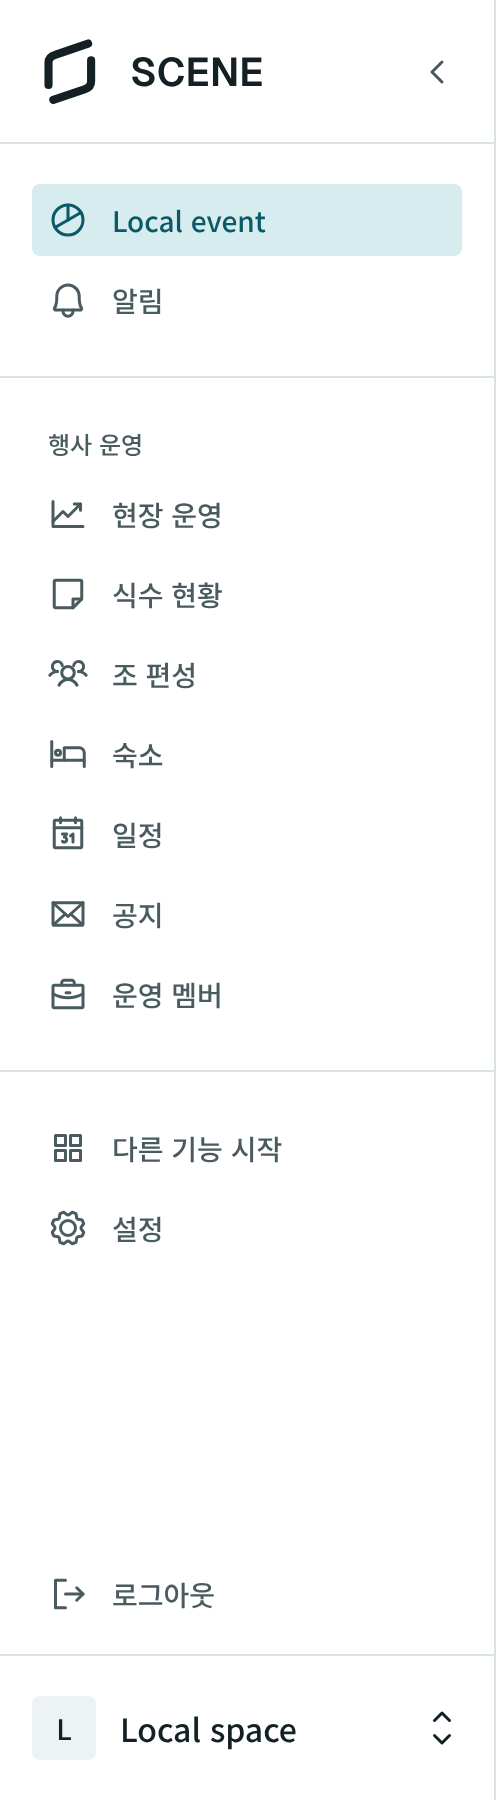 SCENE
Local event
알림
행사 운영
현장 운영
식수 현황
조 편성
숙소
31
일정
공지
운영 멤버
다른 기능 시작
설정
로그아웃
L
Local space